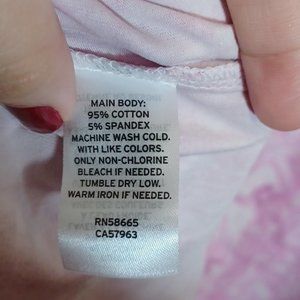 MAIN BODY:
95% COTTON
5% SPANDEX
MACHINE WASH COLD.
WITH LIKE COLORS.
ONLY NON-CHLORINE
BLEACH IF NEEDED.
TUMBLE DRY LOW.
WARM IRON IF NEEDED.
RN58665
CA57963